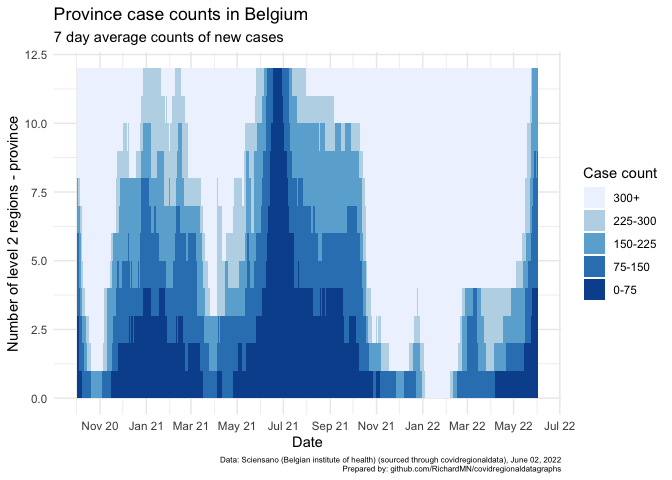 Province case counts in Belgium
7 day average counts of new cases
12.5
10.0
7.5
5.0
2.5
0.0
Number of level 2 regions - province
Nov 20 Jan 21 Mar 21 May 21 Jul 21 Sep 21 Nov 21 Jan 22 Mar 22 May 22 Jul 22
Date
Case count
300+
225-300
150-225
75-150
0-75
Data: Sciensano (Belgian institute of health) (sourced through covidregionaldata), June 02, 2022
Prepared by: github.com/RichardMN/covidregionaldatagraphs